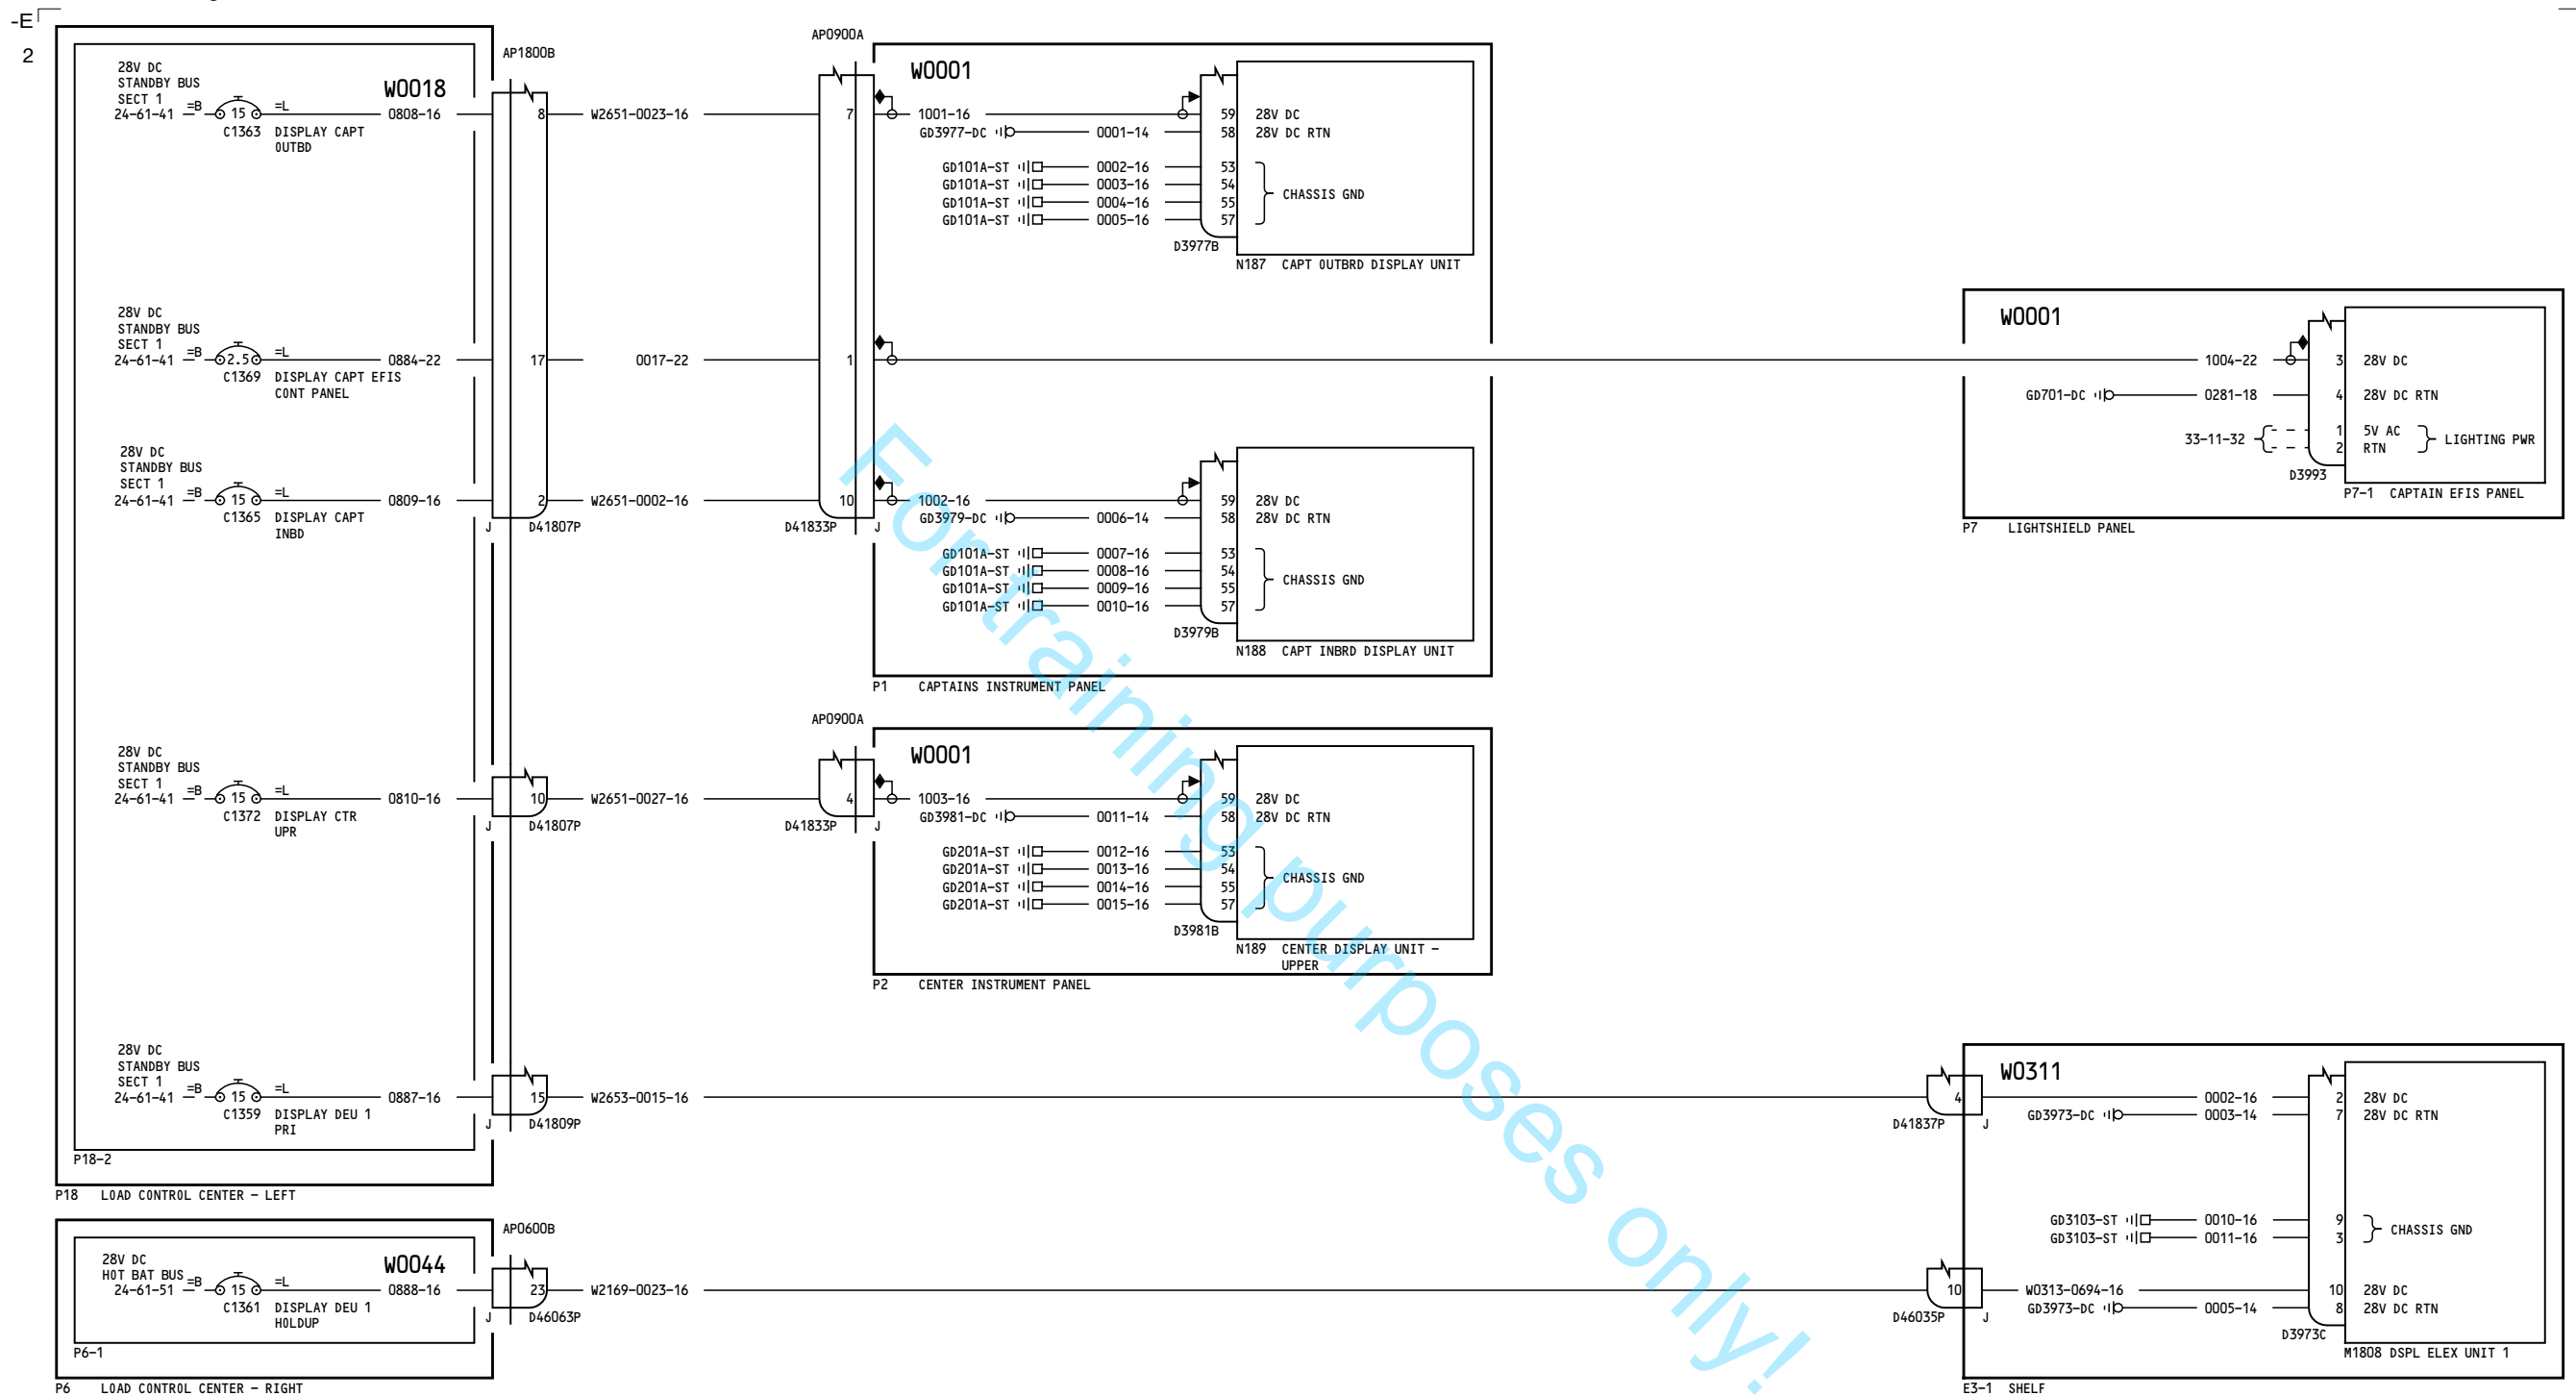 -E
2
28V DC
STANDBY BUS
SECT 1
24-61-41 =B 15 =L
C1363 DISPLAY CAPT
OUTBD
W0018
0808-16
AP1800B
8
W2651-0023-16
AP0900A
7
W0001
1001-16
59 28V DC
GD3977-DC 0001-14 58 28V DC RTN
GD101A-ST 0002-16 53
GD101A-ST 0003-16 54
CHASSIS GND
GD101A-ST 0004-16 55
GD101A-ST 0005-16 57
D3977B
N187 CAPT OUTBRD DISPLAY UNIT
28V DC
STANDBY BUS
SECT 1
24-61-41 =B 2.5 =L 0884-22 17 0017-22 1
C1369 DISPLAY CAPT EFIS
CONT PANEL
W0001
1004-22 3 28V DC
GD701-DC 0281-18 4 28V DC RTN
33-11-32
1 5V AC
2 RTN
LIGHTING PWR
D3993
P7-1 CAPTAIN EFIS PANEL
P7 LIGHTSHIELD PANEL
28V DC
STANDBY BUS
SECT 1
24-61-41 =B 15 =L 0809-16 2 W2651-0002-16 10 1002-16 59 28V DC
C1365 DISPLAY CAPT
INBD
J D41807P
D41833P J
GD3979-DC 0006-14 58 28V DC RTN
GD101A-ST 0007-16 53
GD101A-ST 0008-16 54
CHASSIS GND
GD101A-ST 0009-16 55
GD101A-ST 0010-16 57
D3979B
N188 CAPT INBRD DISPLAY UNIT
P1 CAPTAINS INSTRUMENT PANEL
28V DC
STANDBY BUS
SECT 1
24-61-41 =B 15 =L 0810-16 10 W2651-0027-16
C1372 DISPLAY CTR
UPR
J D41807P
AP0900A
4
D41833P J
W0001
1003-16 59 28V DC
GD3981-DC 0011-14 58 28V DC RTN
GD201A-ST 0012-16 53
GD201A-ST 0013-16 54
CHASSIS GND
GD201A-ST 0014-16 55
GD201A-ST 0015-16 57
D3981B
N189 CENTER DISPLAY UNIT -
UPPER
P2 CENTER INSTRUMENT PANEL
28V DC
STANDBY BUS
SECT 1
24-61-41 =B 15 =L 0887-16 15 W2653-0015-16
C1359 DISPLAY DEU 1
PRI
J D41809P
P18-2
P18 LOAD CONTROL CENTER - LEFT
4
D41837P J
W0311
0002-16 2 28V DC
GD3973-DC 0003-14 7 28V DC RTN
GD3103-ST 0010-16 9
CHASSIS GND
GD3103-ST 0011-16 3
28V DC
HOT BAT BUS
24-61-51 =B 15 =L
W0044
0888-16
AP0600B
23 W2169-0023-16
C1361 DISPLAY DEU 1
HOLDUP
J D46063P
P6-1
P6 LOAD CONTROL CENTER - RIGHT
10
D46035P J
W0313-0694-16 10 28V DC
GD3973-DC 0005-14 8 28V DC RTN
D3973C
M1808 DSPL ELEX UNIT 1
E3-1 SHELF
For training purposes only!